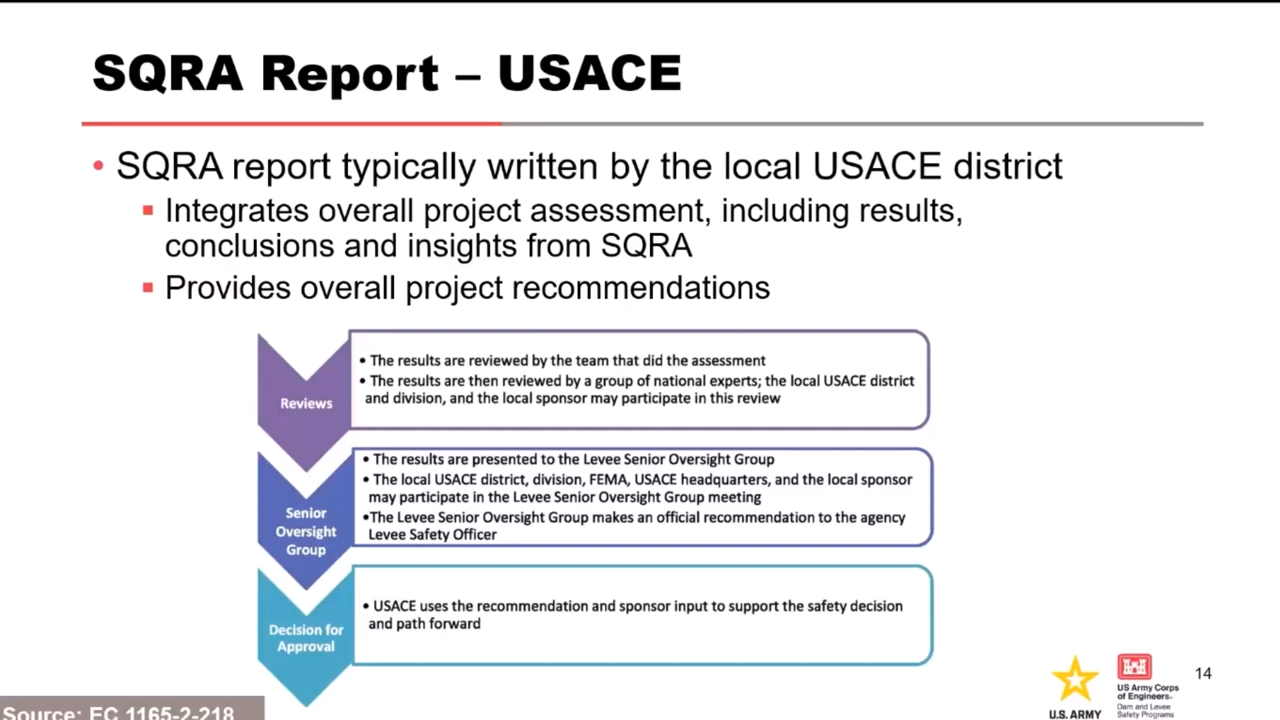 SQRA Report – USACE
• SQRA report typically written by the local USACE district
▪ Integrates overall project assessment, including results,
conclusions and insights from SQRA
▪ Provides overall project recommendations
Reviews
• The results are reviewed by the team that did the assessment
• The results are then reviewed by a group of national experts; the local USACE district
and division, and the local sponsor may participate in this review
Senior
Oversight
Group
• The results are presented to the Levee Senior Oversight Group
• The local USACE district, division, FEMA, USACE headquarters, and the local sponsor
may participate in the Levee Senior Oversight Group meeting
•The Levee Senior Oversight Group makes an official recommendation to the agency
Levee Safety Officer
Decision for
Approval
• USACE uses the recommendation and sponsor input to support the safety decision
and path forward
U.S. ARMY
US Army Corps
of Engineers®
Dam and Levee
Safety Programs
14
Source: EC 1165-2-218